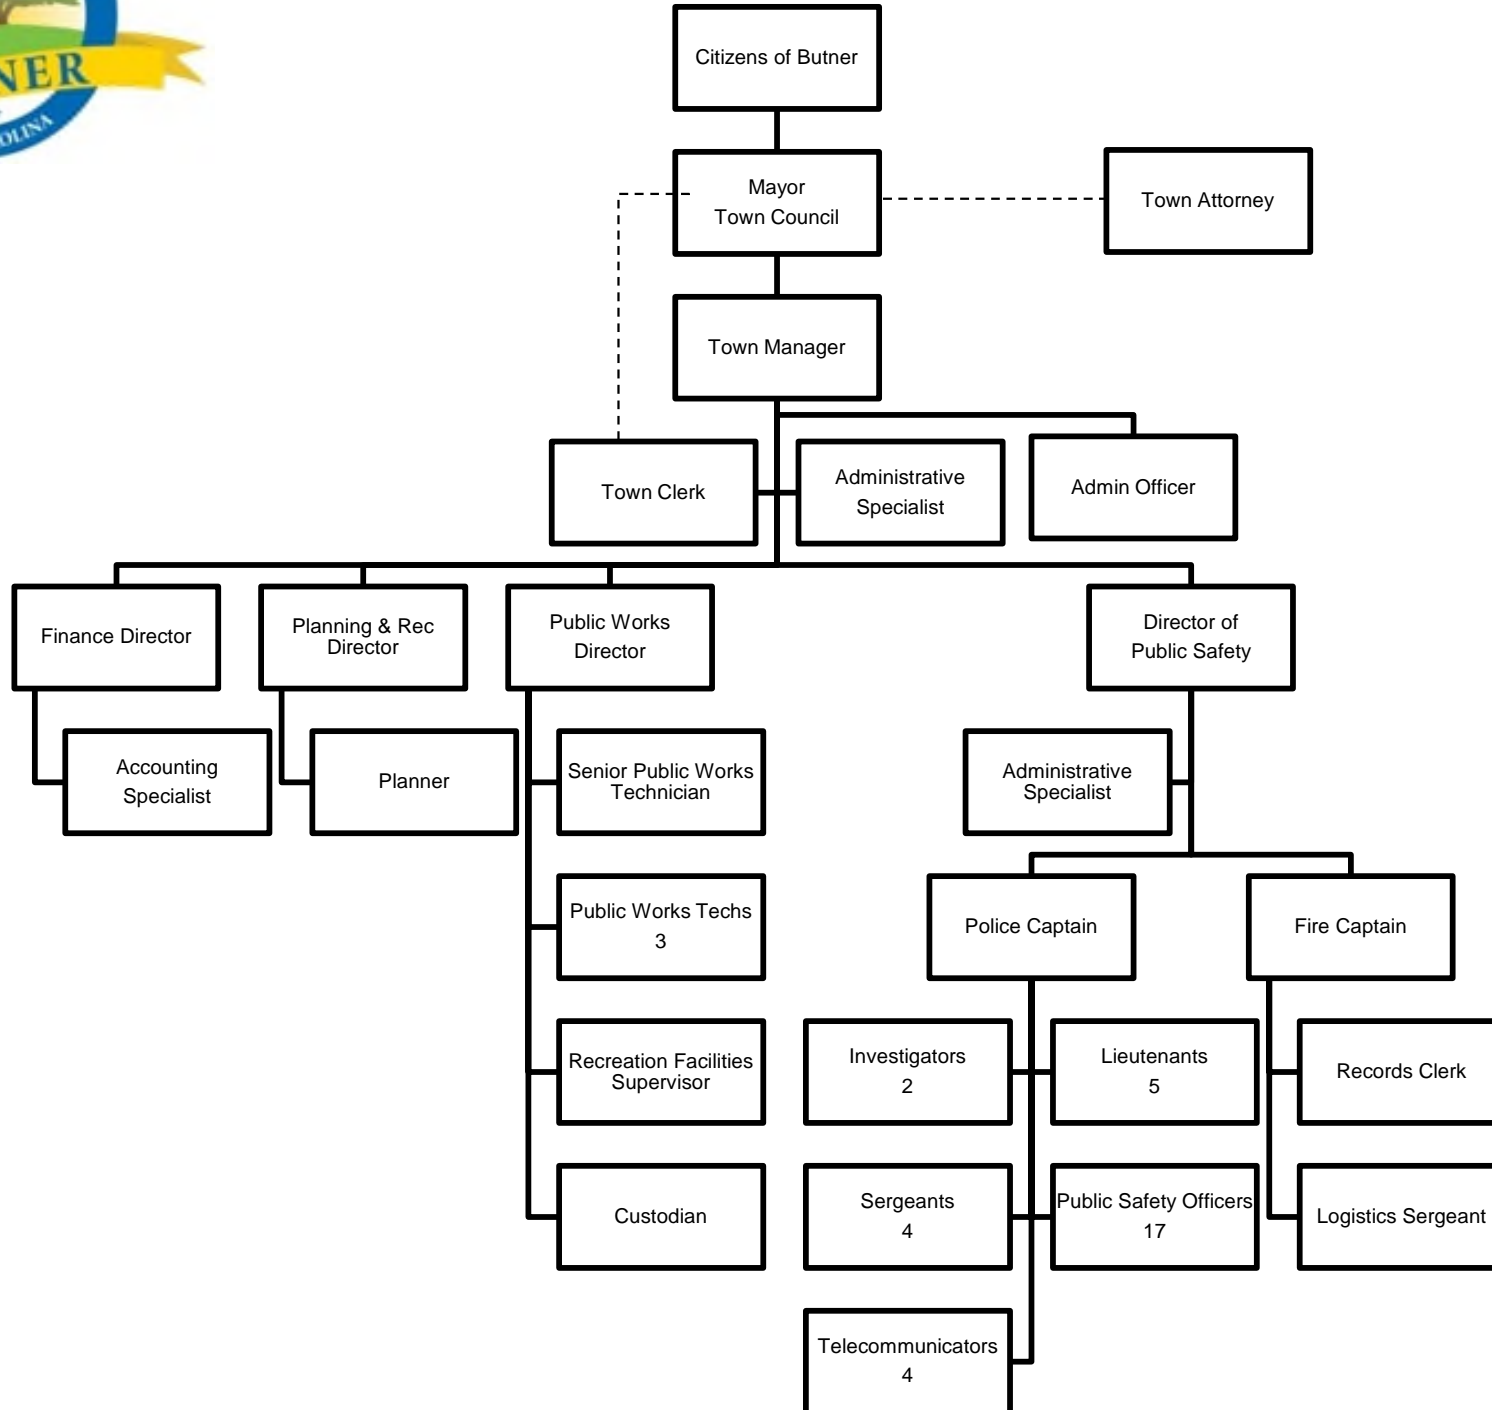 NER
OLINA
Citizens of Butner
Mayor
Town Council
Town Attorney
Town Manager
Town Clerk
Administrative
Specialist
Admin Officer
Finance Director
Planning & Rec
Director
Public Works
Director
Director of
Public Safety
Accounting
Specialist
Planner
Senior Public Works
Technician
Administrative
Specialist
Public Works Techs
3
Police Captain
Fire Captain
Recreation Facilities
Supervisor
Investigators
2
Lieutenants
5
Records Clerk
Custodian
Sergeants
4
Public Safety Officers
17
Logistics Sergeant
Telecommunicators
4